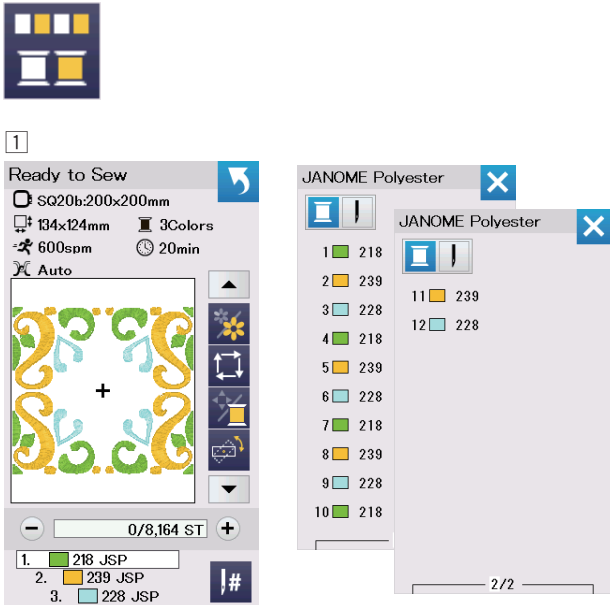 1
Ready to Sew
SQ20b:200x200mm
134x124mm 3Colors
600spm 20min
Auto
0/8,164 ST
1. 218 JSP
2. 239 JSP
3. 228 JSP
#
JANOME Polyester
1 218
2 239
3 228
4 218
5 239
6 228
7 218
8 239
9 228
10 218
JANOME Polyester
11 239
12 228
2/2